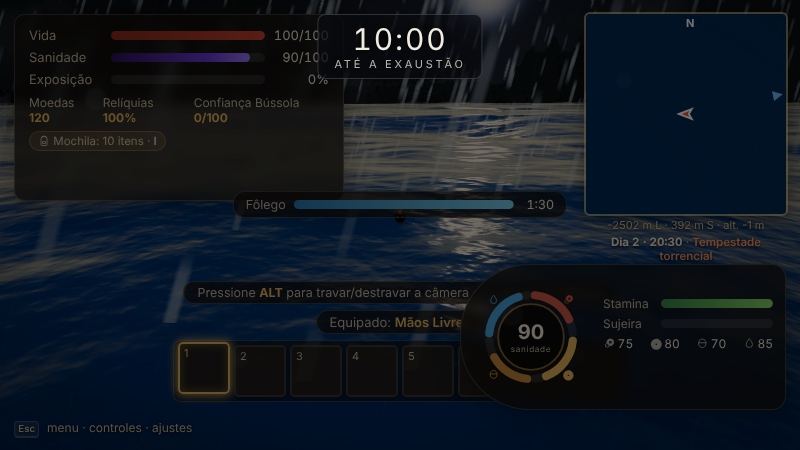 Vida 100/100
Sanidade 90/100
Exposição 0%
Moedas Relíquias Confiança Bússola
120 100% 0/100
Mochila: 10 itens · I
10:00
ATÉ A EXAUSTÃO
N
-2502 m L · 392 m S · alt. -1 m
Dia 2 · 20:30 · Tempestade
torrencial
Fôlego 1:30
Pressione ALT para travar/destravar a câmera
Equipado: Mãos Livre
1 2 3 4 5
90
sanidade
Stamina
Sujeira
75 80 70 85
Esc menu · controles · ajustes